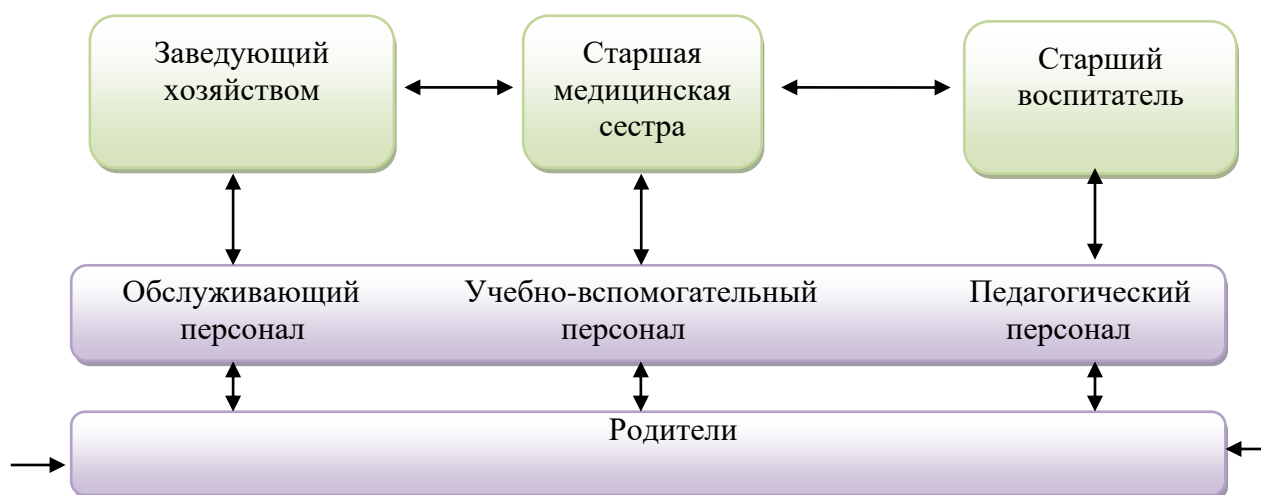 Заведующий
хозяйством
Старшая
медицинская
сестра
Старший
воспитатель
Обслуживающий
персонал
Учебно-вспомогательный
персонал
Педагогический
персонал
Родители